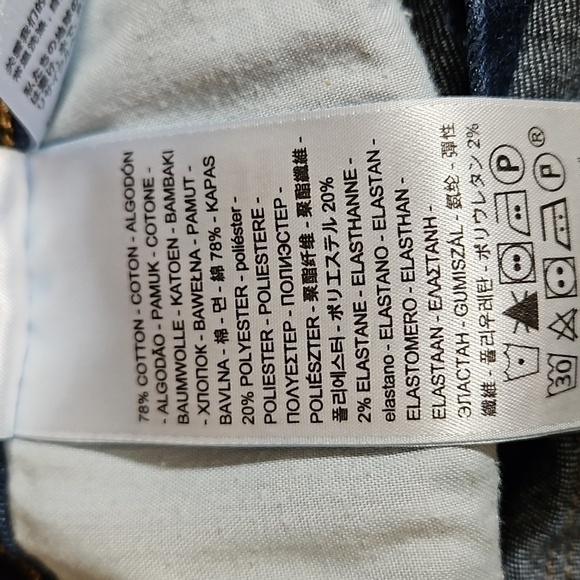 78% COTTON - COTTON - ALGODÓN
- ALGODÃO - PAMUK - COTONE -
BAUMWOLLE - KATOEN - BAMBAKI
- ХЛОПОК - BAWEŁNA - PAMUT -
BAVLNA - 棉 - 면 - 綿 78% - KAPAS
20% POLYESTER - poliéster -
POLIESTER - POLIESTERE -
ΠΟΛΥΕΣΤΕΡ - ПОЛИЭСТЕР -
POLIÉSZTER - 聚酯纤维 - 聚酯纖維 -
폴리에스터 - ポリエステル 20%
2% ELASTANE - ELASTHANNE -
elastano - ELASTANO - ELASTAN -
ELASTOMERO - ELASTHAN -
ELASTAAN - ΕΛΑΣΤΑΝΗ -
ЭЛАСТАН - GUMISZÁL - 氨纶 - 彈性
纖維 - 폴리우레탄 - ポリウレタン 2%
P
30
P
®